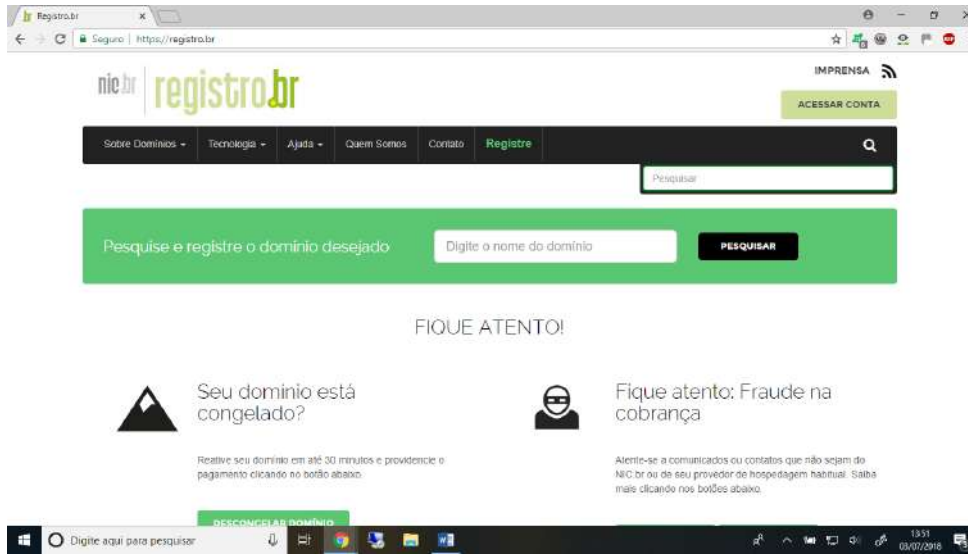 Registro.br
Seguro | https://registro.br
nic.br registro.br
IMPRENSA
ACESSAR CONTA
Sobre Domínios Tecnologia Ajuda Quem Somos Contato Registre
Pesquisar
Pesquise e registre o domínio desejado Digite o nome do domínio PESQUISAR
FIQUE ATENTO!
Seu domínio está
congelado?
Reative seu domínio em até 30 minutos e providencie o
pagamento clicando no botão abaixo.
DESCONGELAR DOMÍNIO
Fique atento: Fraude na
cobrança
Atente-se a comunicados ou contatos que não sejam do
NIC.br ou de seu provedor de hospedagem habitual. Saiba
mais clicando nos botões abaixo.
Digite aqui para pesquisar
13:51
03/07/2018